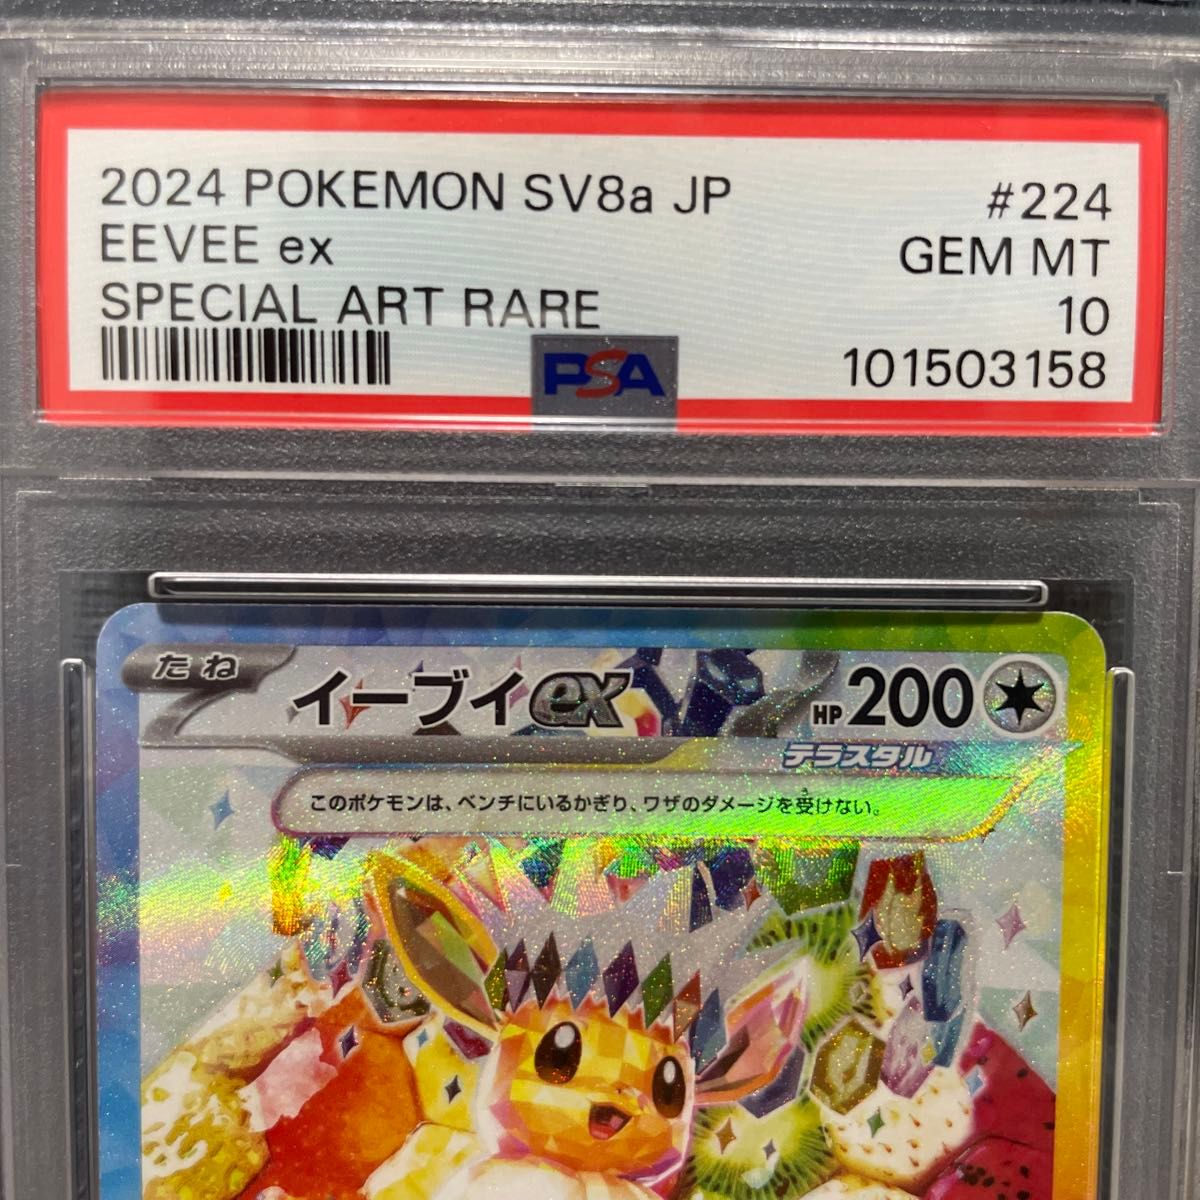 2024 POKEMON SV8a JP #224
EEVEE ex GEM MT
SPECIAL ART RARE 10
PSA 101503158
たね イーブイex HP 200
テラスタル
このポケモンは、ベンチにいるかぎり、ワザのダメージを受けない。